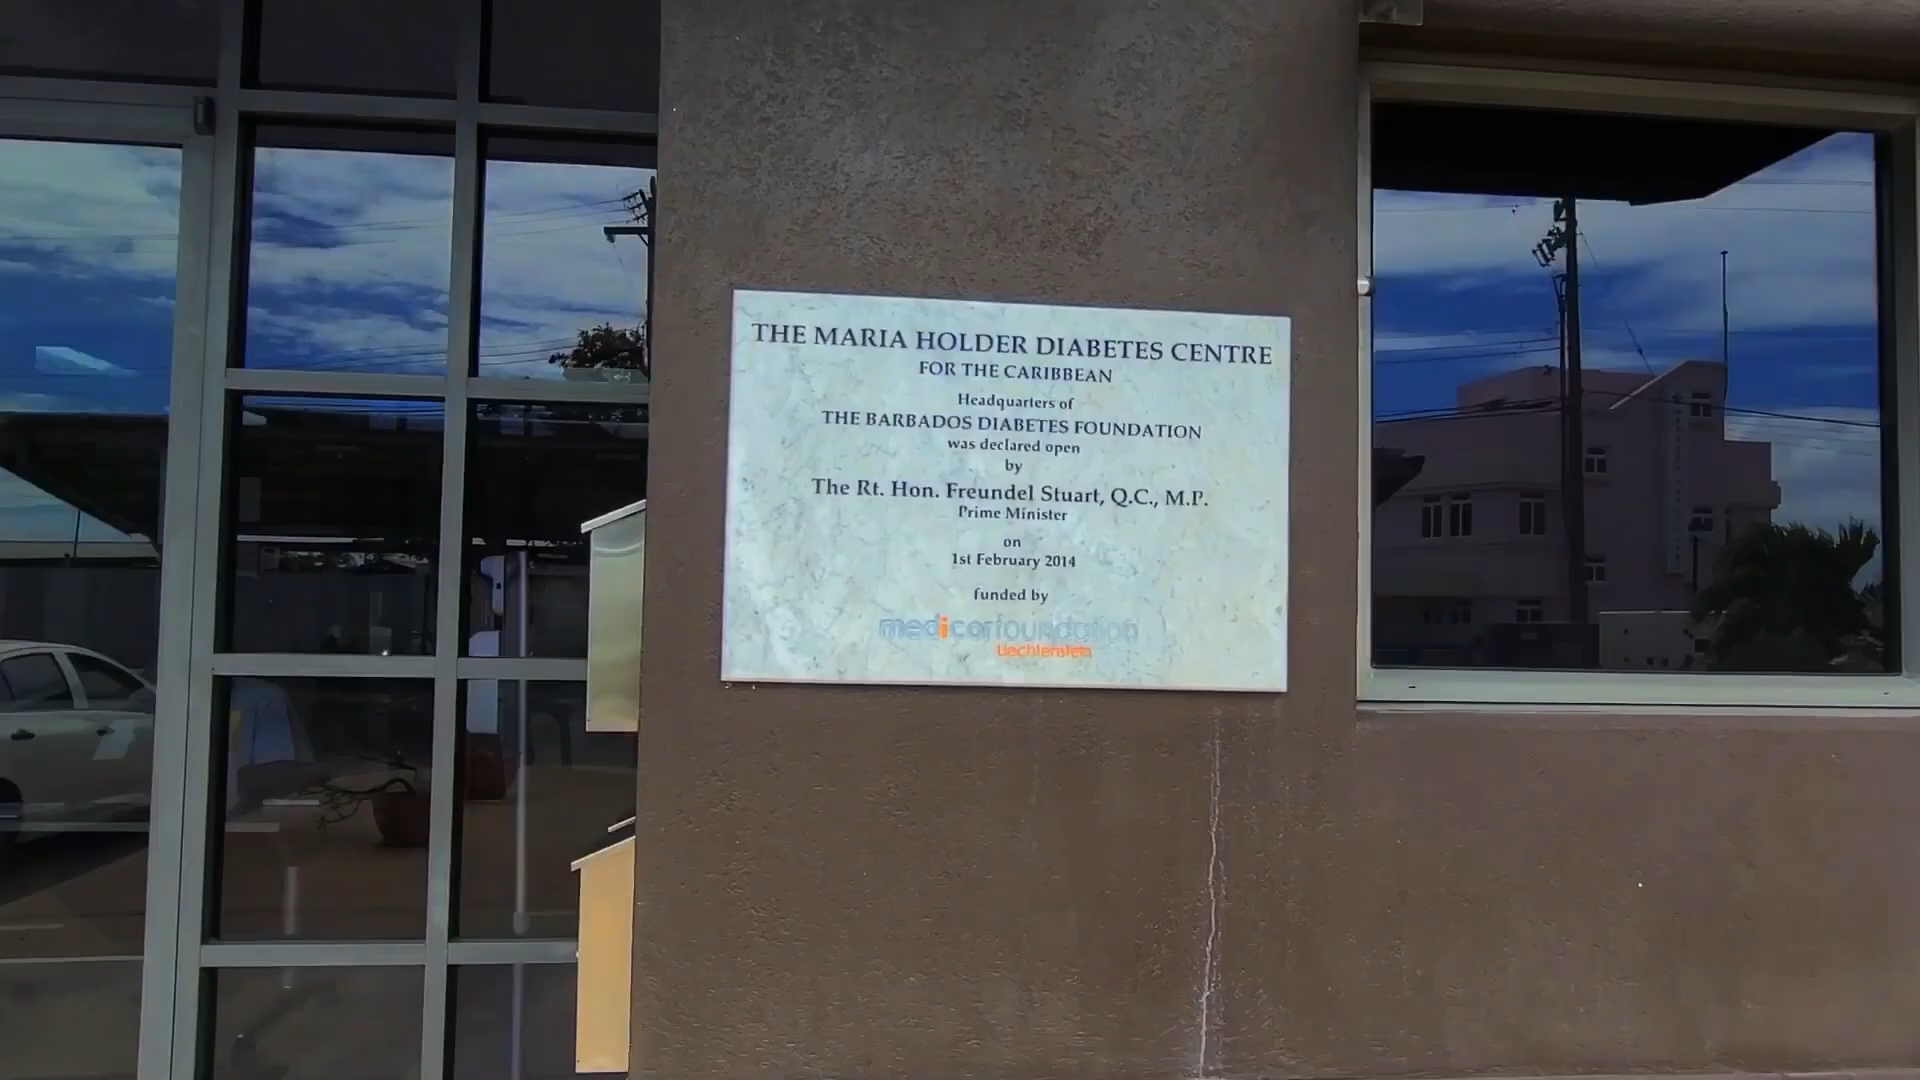 THE MARIA HOLDER DIABETES CENTRE
FOR THE CARIBBEAN
Headquarters of
THE BARBADOS DIABETES FOUNDATION
was declared open
by
The Rt. Hon. Freundel Stuart, Q.C., M.P.
Prime Minister
on
1st February 2014
funded by
medicorfoundation
Liechtenstein